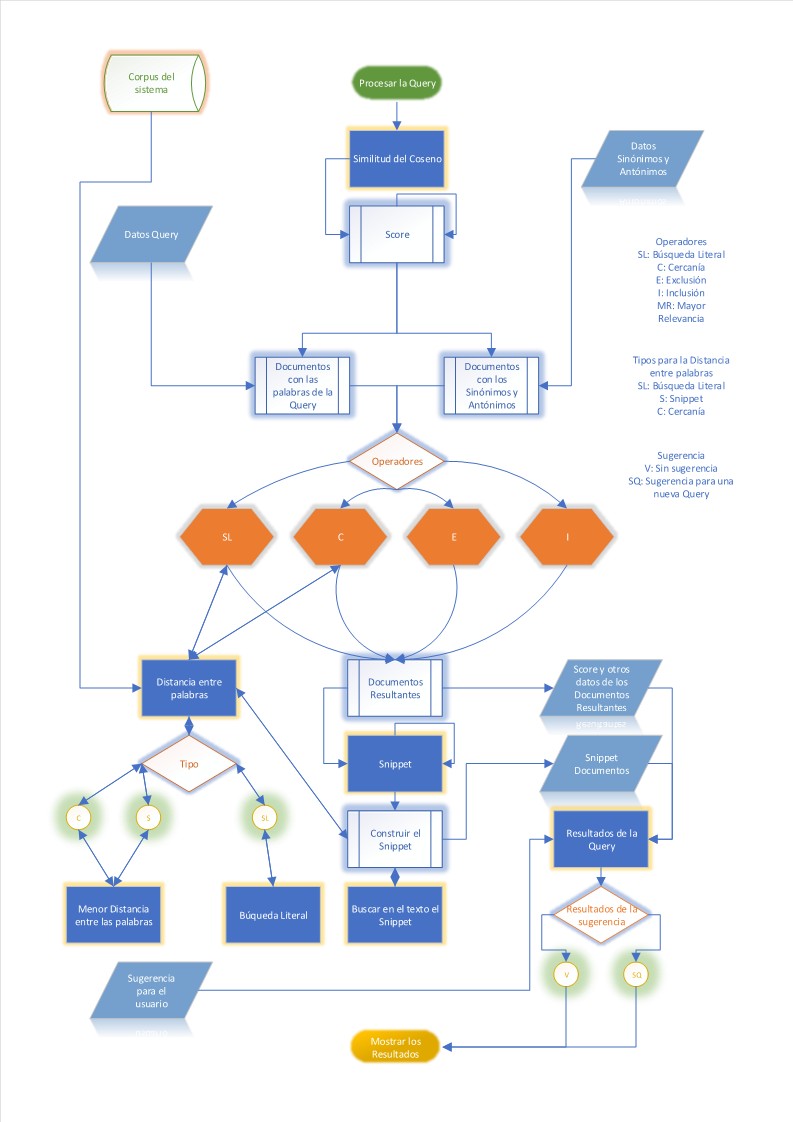 Corpus del
sistema
Procesar la Query
Similitud del Coseno
Datos
Sinónimos y
Antónimos
Datos Query
Score
Operadores
SL: Búsqueda Literal
C: Cercanía
E: Exclusión
I: Inclusión
MR: Mayor
Relevancia
Documentos
con las
palabras de la
Query
Documentos
con los
Sinónimos y
Antónimos
Tipos para la Distancia
entre palabras
SL: Búsqueda Literal
S: Snippet
C: Cercanía
Operadores
Sugerencia
V: Sin sugerencia
SQ: Sugerencia para una
nueva Query
SL
C
E
I
Distancia entre
palabras
Documentos
Resultantes
Score y otros
datos de los
Documentos
Resultantes
Tipo
Snippet
Snippet
Documentos
C
S
SL
Construir el
Snippet
Resultados de la
Query
Menor Distancia
entre las palabras
Búqueda Literal
Buscar en el texto el
Snippet
Resultados de la
sugerencia
V
SQ
Sugerencia
para el
usuario
Mostrar los
Resultados